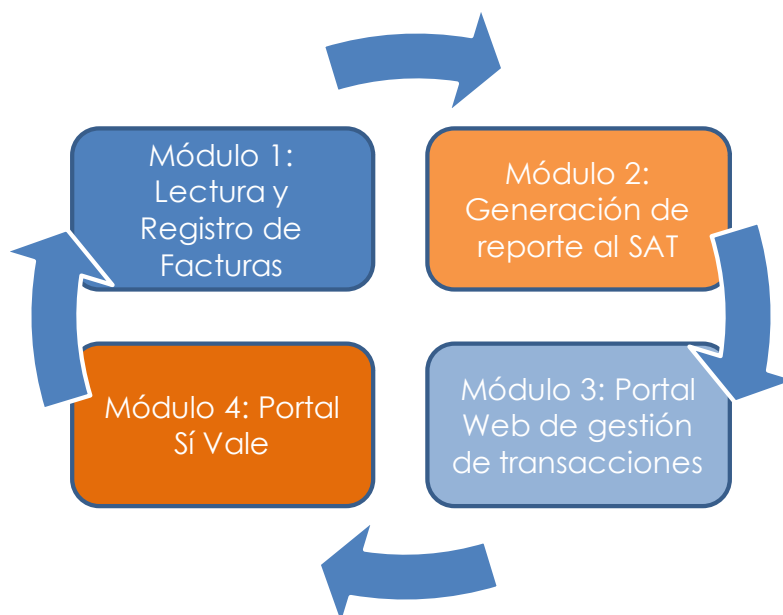 Módulo 1:
Lectura y
Registro de
Facturas
Módulo 2:
Generación de
reporte al SAT
Módulo 4: Portal
Sí Vale
Módulo 3: Portal
Web de gestión
de transacciones